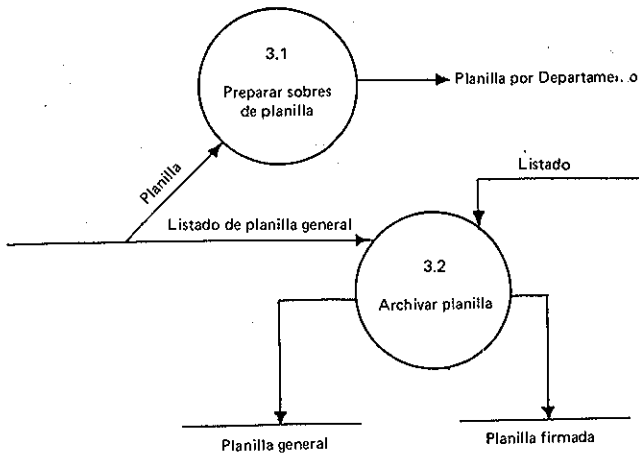 3.1
Preparar sobres
de planilla
Planilla por
Planilla
Listado
Listado de planilla general
3.2
Archivar planilla
Planilla general
Planilla firmada